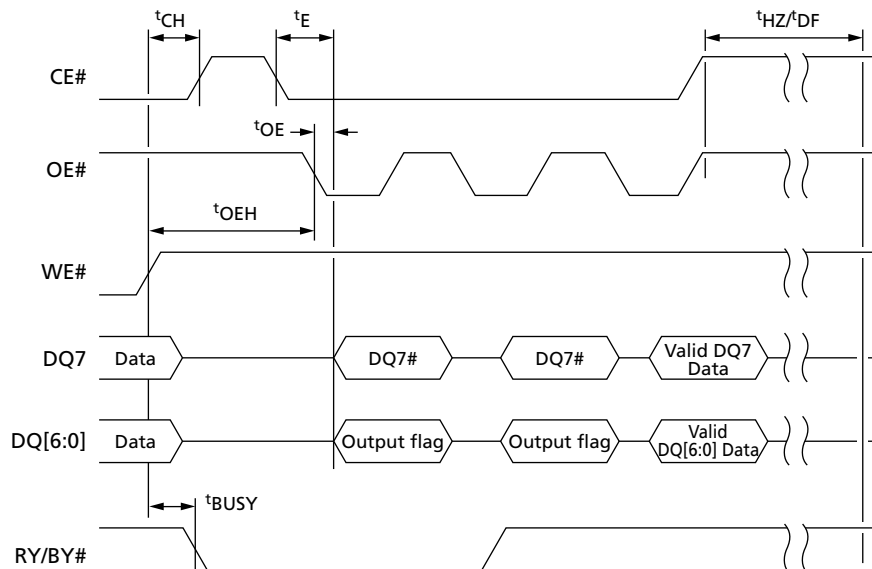 tCH
tE
tHZ/tDF
CE#
tOE
OE#
tOEH
WE#
DQ7
Data
DQ7#
DQ7#
Valid DQ7
Data
DQ[6:0]
Data
Output flag
Output flag
Valid
DQ[6:0] Data
tBUSY
RY/BY#